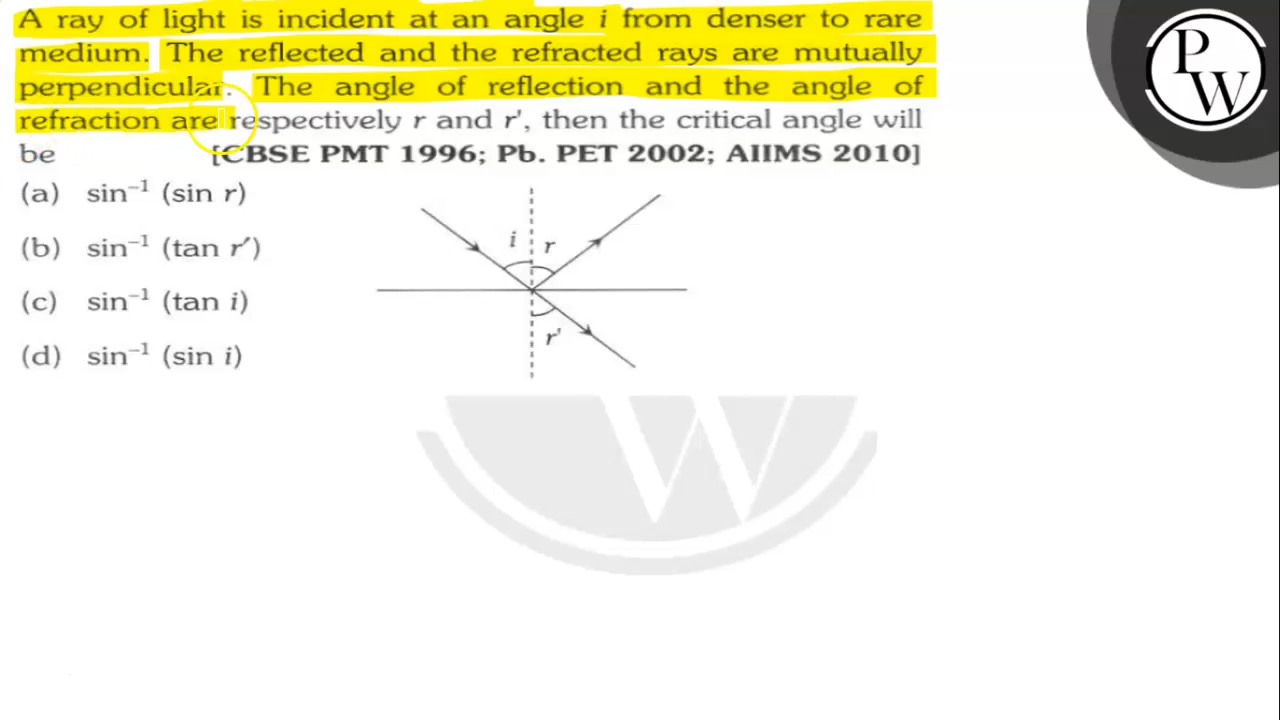 A ray of light is incident at an angle i from denser to rare
medium. The reflected and the refracted rays are mutually
perpendicular. The angle of reflection and the angle of
refraction are respectively r and r', then the critical angle will
be [CBSE PMT 1996; Pb. PET 2002; AIIMS 2010]
(a) sin⁻¹ (sin r)
(b) sin⁻¹ (tan r′)
(c) sin⁻¹ (tan i)
(d) sin⁻¹ (sin i)
i r
r'
P
W